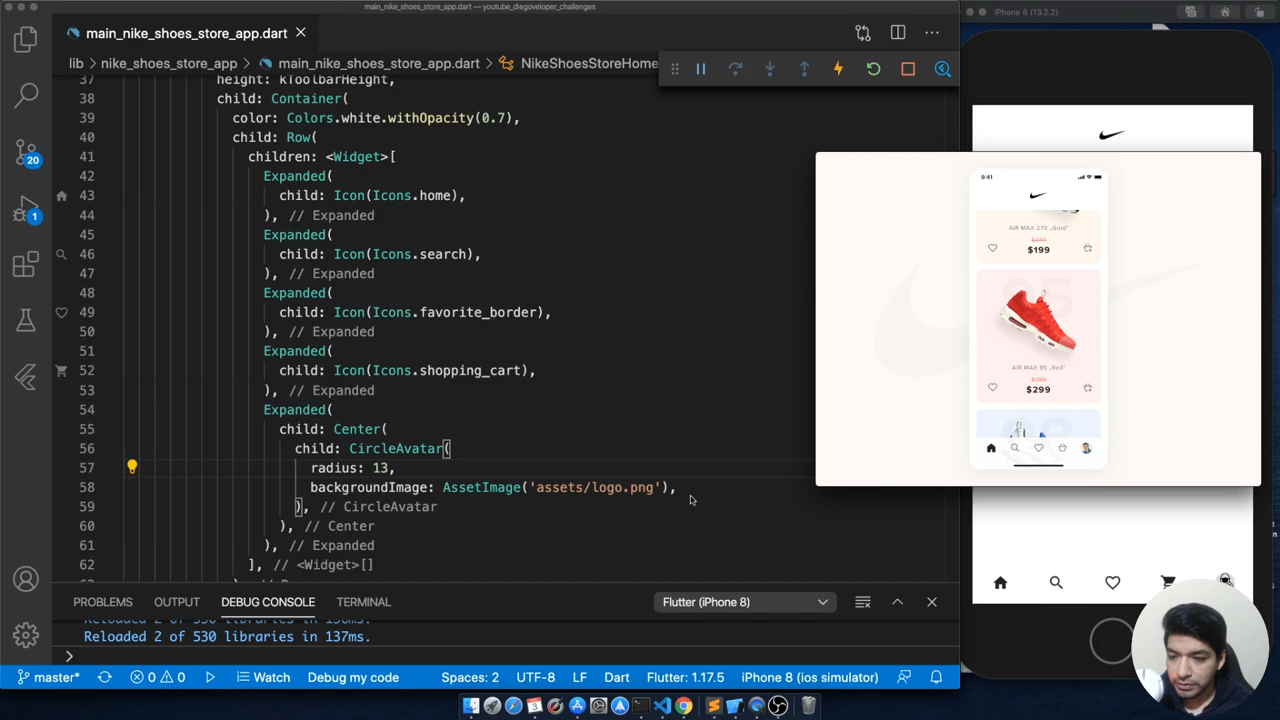 main_nike_shoes_store_app.dart — youtube_diegoveloper_challenges
iPhone 8 (13.2.2)
main_nike_shoes_store_app.dart
lib > nike_shoes_store_app > main_nike_shoes_store_app.dart > NikeShoesStoreHome
37 height: kToolbarHeight,
38 child: Container(
39 color: Colors.white.withOpacity(0.7),
40 child: Row(
41 children: <Widget>[
42 Expanded(
43 child: Icon(Icons.home),
44 ), // Expanded
45 Expanded(
46 child: Icon(Icons.search),
47 ), // Expanded
48 Expanded(
49 child: Icon(Icons.favorite_border),
50 ), // Expanded
51 Expanded(
52 child: Icon(Icons.shopping_cart),
53 ), // Expanded
54 Expanded(
55 child: Center(
56 child: CircleAvatar(
57 radius: 13,
58 backgroundImage: AssetImage('assets/logo.png'),
59 ), // CircleAvatar
60 ), // Center
61 ), // Expanded
62 ], // <Widget>[]
20
1
9:41
AIR MAX 270 „Gold"
$199
AIR MAX 95 „Red"
$299
PROBLEMS OUTPUT DEBUG CONSOLE TERMINAL
Flutter (iPhone 8)
Reloaded 2 of 530 libraries in 137ms.
master* 0 0 Watch Debug my code Spaces: 2 UTF-8 LF Dart Flutter: 1.17.5 iPhone 8 (ios simulator)